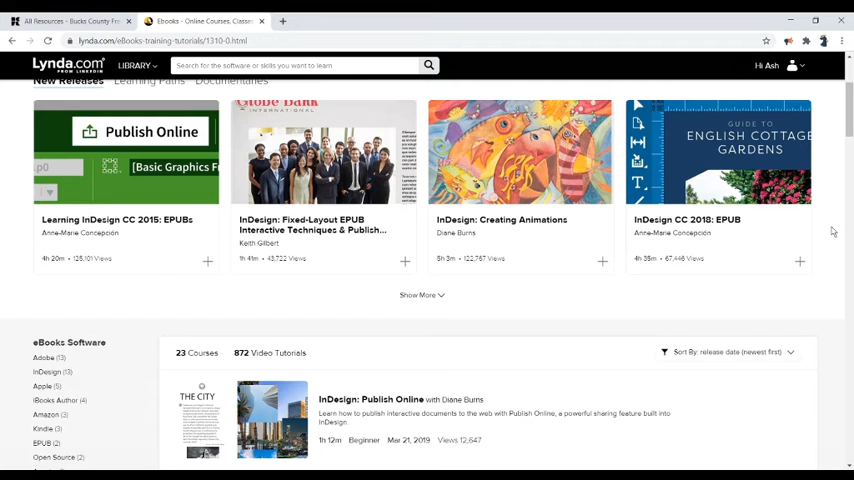 All Resources - Bucks County Fre
Ebooks - Online Courses, Classe
lynda.com/eBooks-training-tutorials/1310-0.html
Lynda.com
FROM LINKEDIN
LIBRARY
Search for the software or skills you want to learn
Hi Ash
New Releases Learning Paths Documentaries
Publish Online
.p0
[Basic Graphics Fr
Globe Bank
INTERNATIONAL
GUIDE TO
ENGLISH COTTAGE
GARDENS
Learning InDesign CC 2015: EPUBs
Anne-Marie Concepción
4h 20m • 125,101 Views
InDesign: Fixed-Layout EPUB
Interactive Techniques & Publish...
Keith Gilbert
1h 41m • 43,722 Views
InDesign: Creating Animations
Diane Burns
5h 3m • 122,767 Views
InDesign CC 2018: EPUB
Anne-Marie Concepción
4h 35m • 67,446 Views
Show More
eBooks Software
Adobe (13)
InDesign (13)
Apple (5)
iBooks Author (4)
Amazon (3)
Kindle (3)
EPUB (2)
Open Source (2)
23 Courses 872 Video Tutorials
Sort By: release date (newest first)
THE CITY
InDesign: Publish Online with Diane Burns
Learn how to publish interactive documents to the web with Publish Online, a powerful sharing feature built into
InDesign.
1h 12m Beginner Mar 21, 2019 Views 12,647